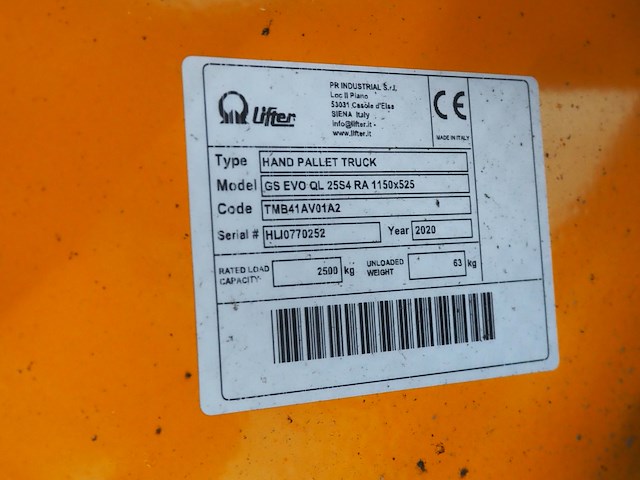 Lifter
PR INDUSTRIAL S.r.l.
Loc. Il Piano
53031 Casole d'Elsa
SIENA Italy
info@lifter.it -
www.lifter.it
CE
MADE IN ITALY
Type HAND PALLET TRUCK
Model GS EVO QL 25S4 RA 1150x525
Code TMB41AV01A2
Serial # HLI0770252 Year 2020
RATED LOAD CAPACITY 2500 kg UNLOADED WEIGHT 63 kg